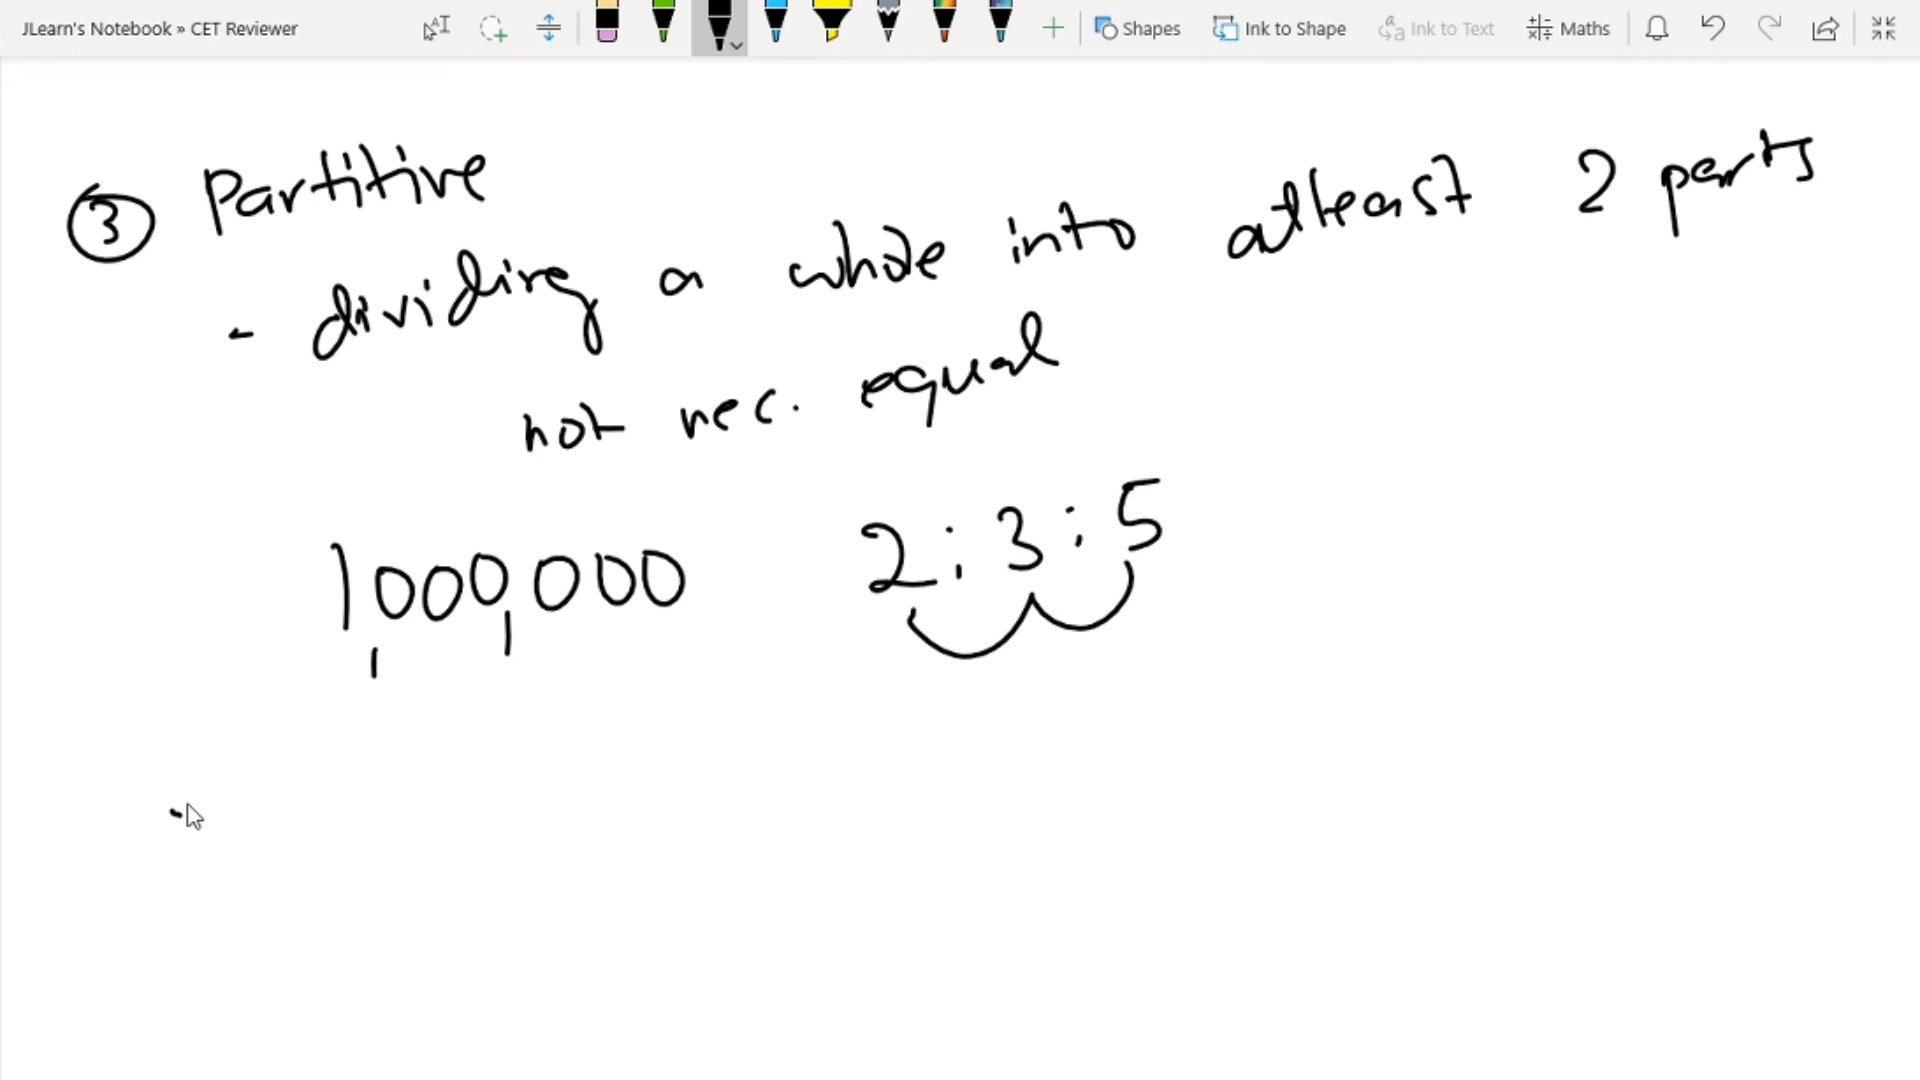 JLearn's Notebook » CET Reviewer Shapes Ink to Shape Ink to Text Maths
③ Partitive
- dividing a whole into atleast 2 parts
not nec. equal
1,000,000 2:3:5